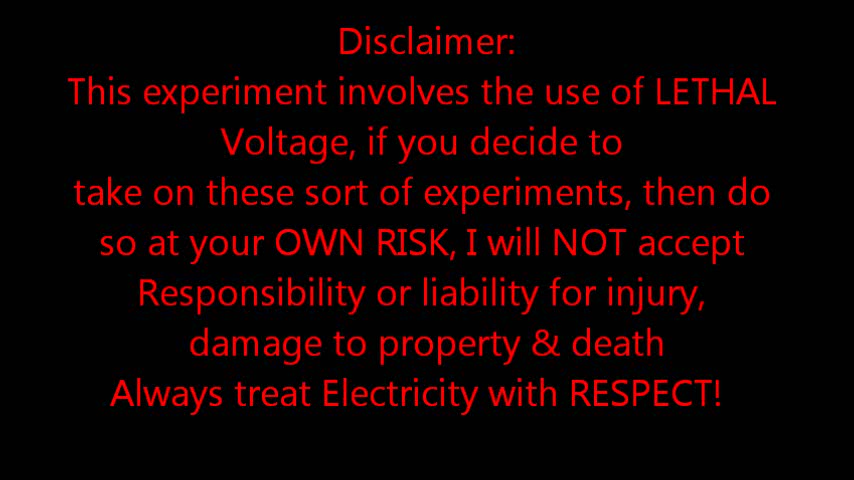 Disclaimer:
This experiment involves the use of LETHAL
Voltage, if you decide to
take on these sort of experiments, then do
so at your OWN RISK, I will NOT accept
Responsibility or liability for injury,
damage to property & death
Always treat Electricity with RESPECT!